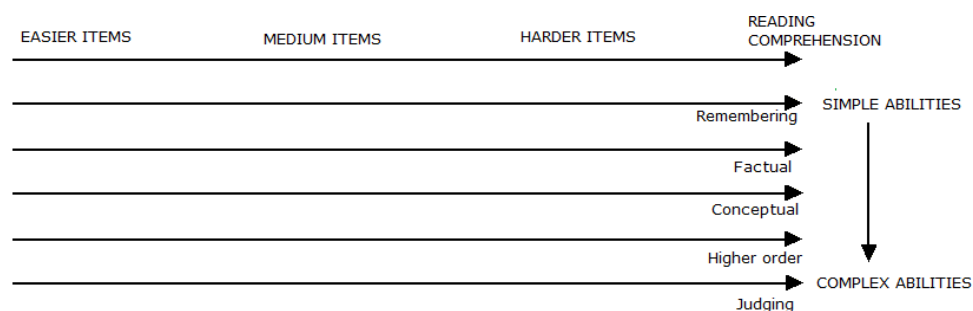 READING
EASIER ITEMS MEDIUM ITEMS HARDER ITEMS COMPREHENSION
SIMPLE ABILITIES
Remembering
Factual
Conceptual
Higher order
COMPLEX ABILITIES
Judging